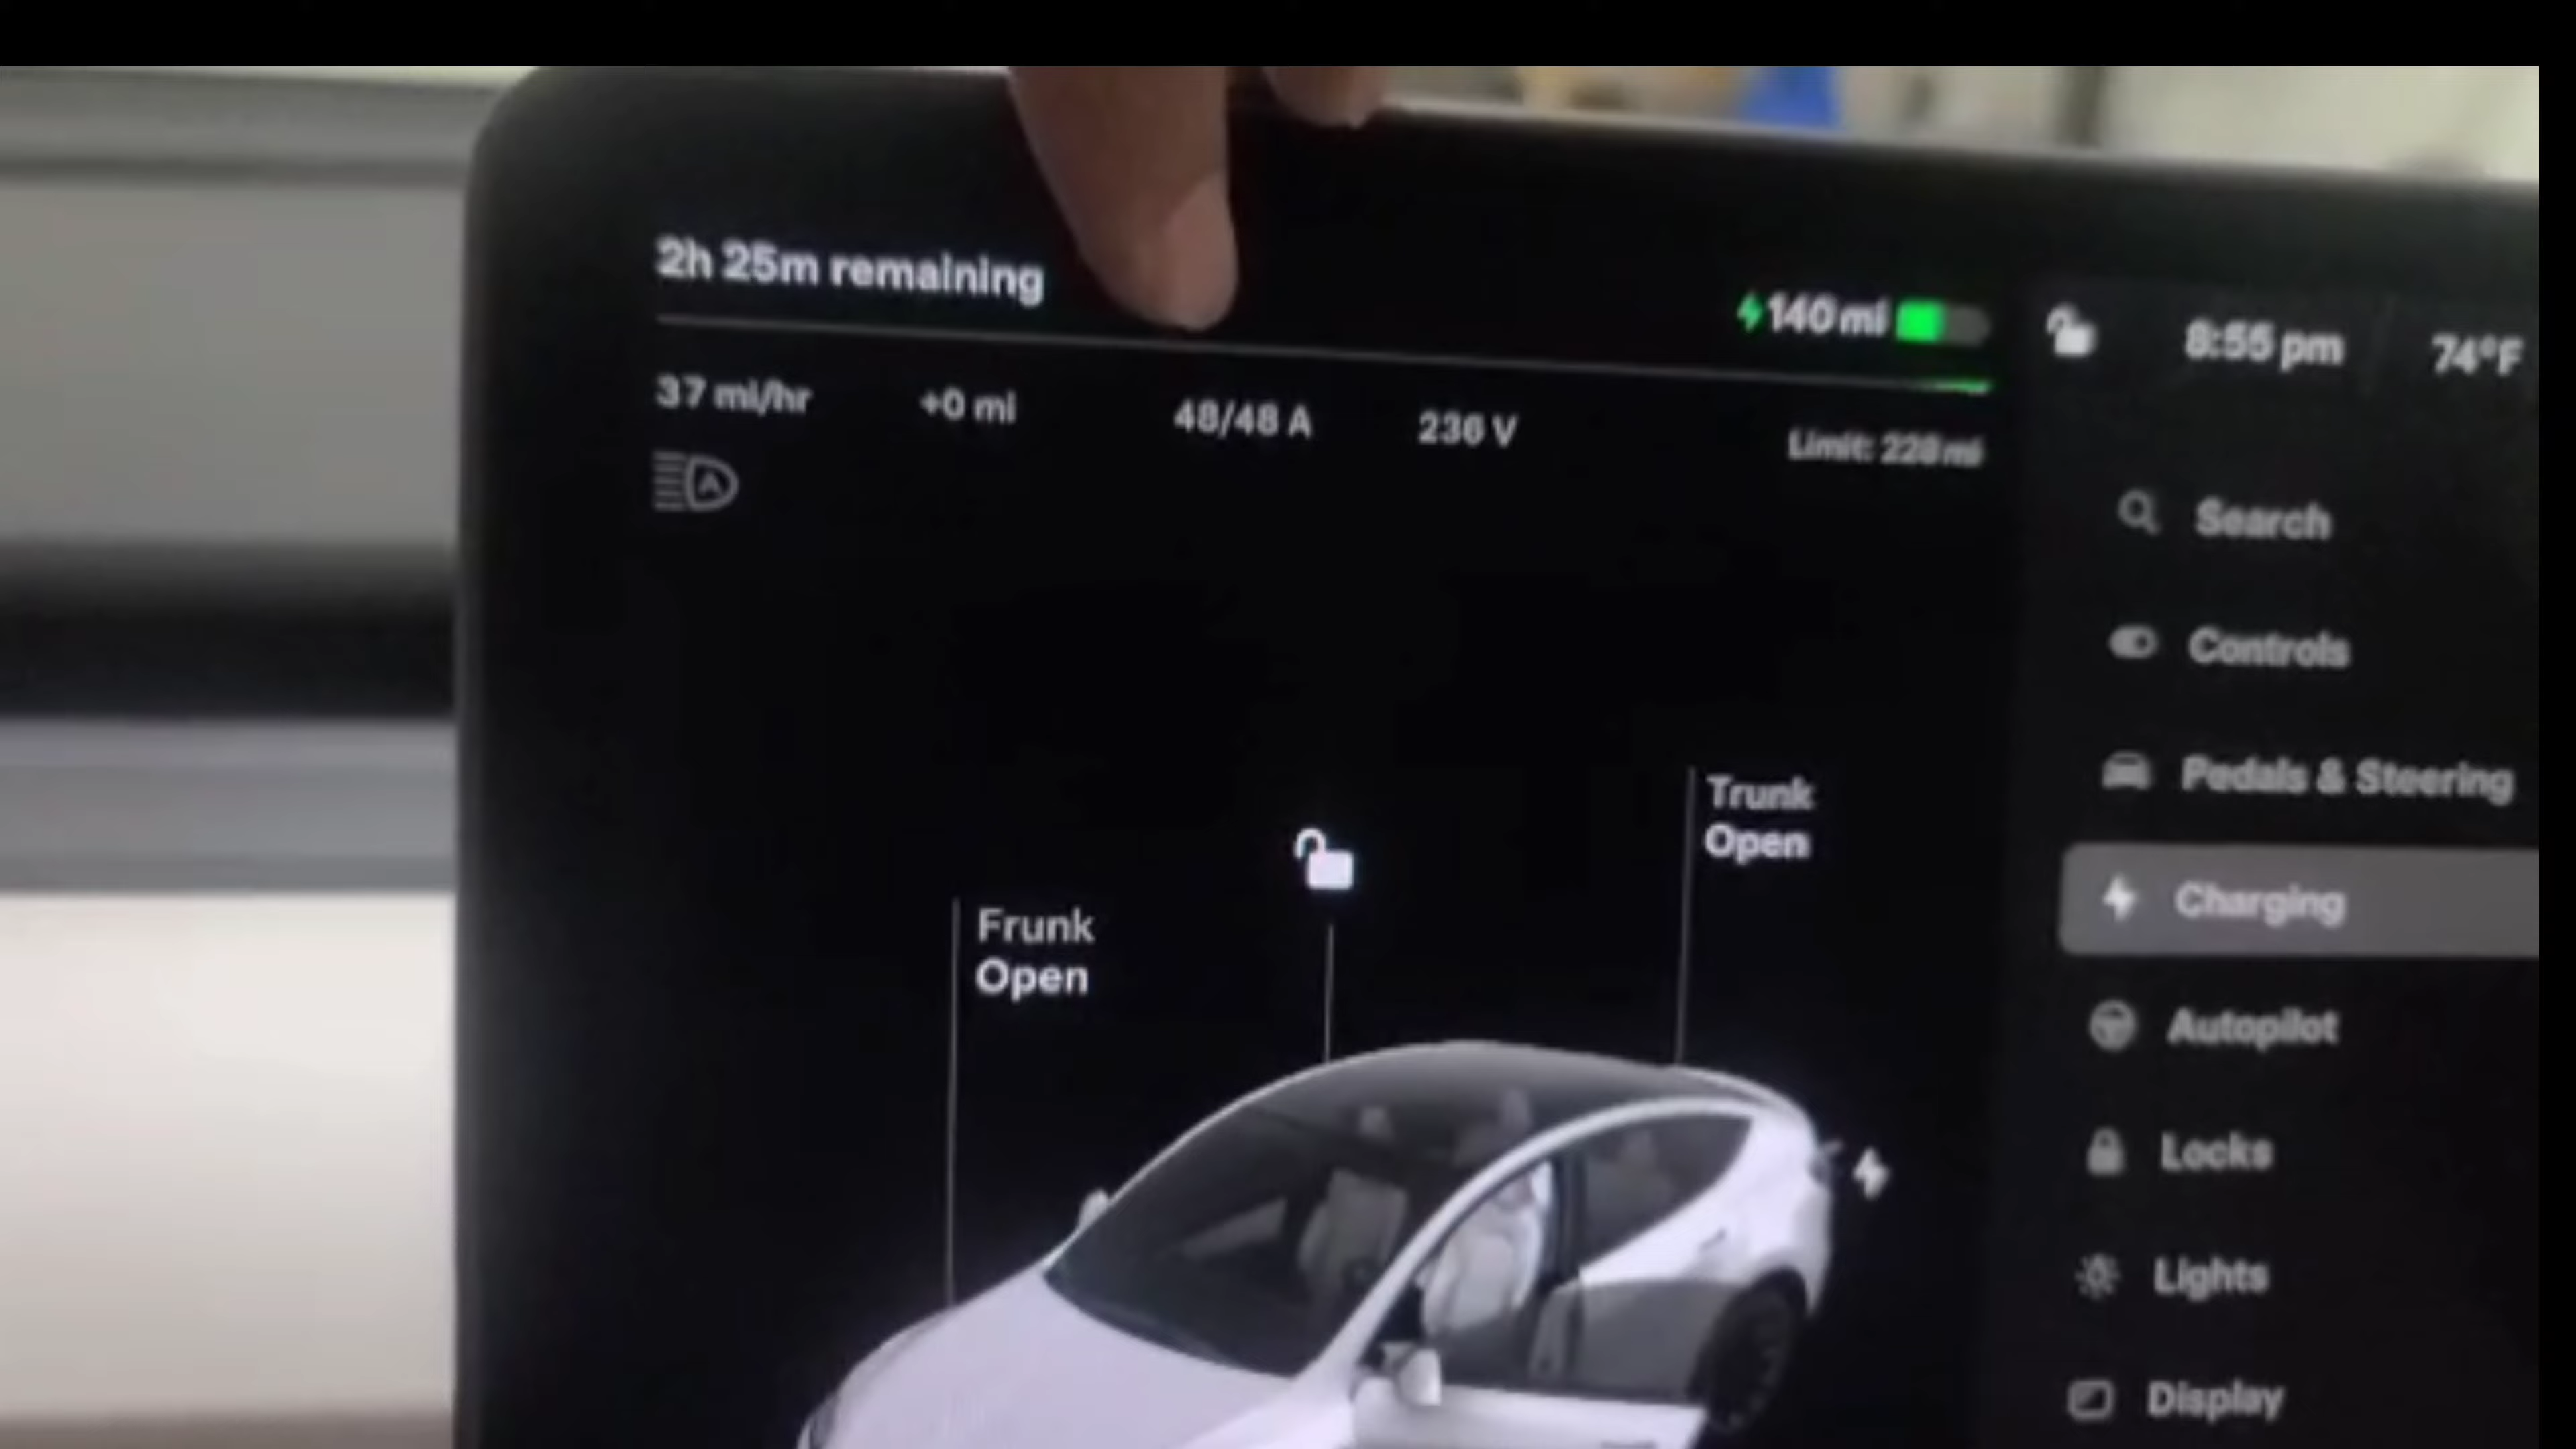 2h 25m remaining
140 mi
8:55 pm
74°F
37 mi/hr
+0 mi
48/48 A
236 V
Limit: 228 mi
Search
Controls
Pedals & Steering
Charging
Autopilot
Locks
Lights
Display
Trunk
Open
Frunk
Open